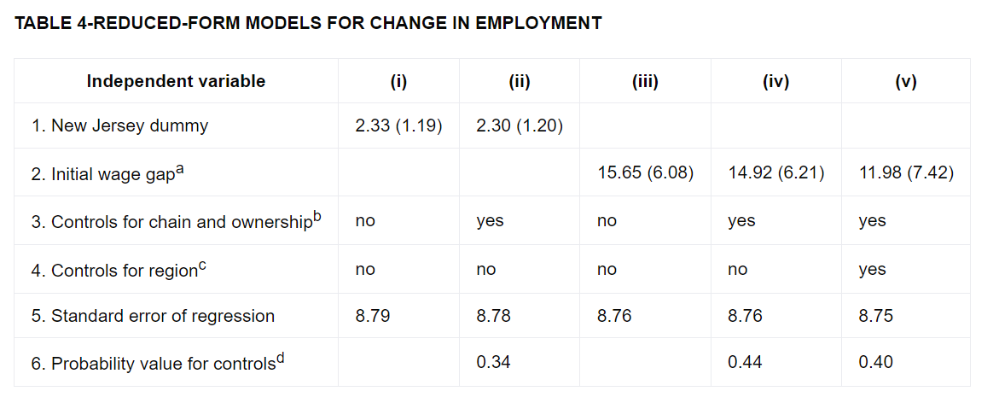 TABLE 4-REDUCED-FORM MODELS FOR CHANGE IN EMPLOYMENT
Independent variable (i) (ii) (iii) (iv) (v)
1. New Jersey dummy 2.33 (1.19) 2.30 (1.20)
2. Initial wage gapa 15.65 (6.08) 14.92 (6.21) 11.98 (7.42)
3. Controls for chain and ownershipb no yes no yes yes
4. Controls for regionc no no no no yes
5. Standard error of regression 8.79 8.78 8.76 8.76 8.75
6. Probability value for controlsd 0.34 0.44 0.40